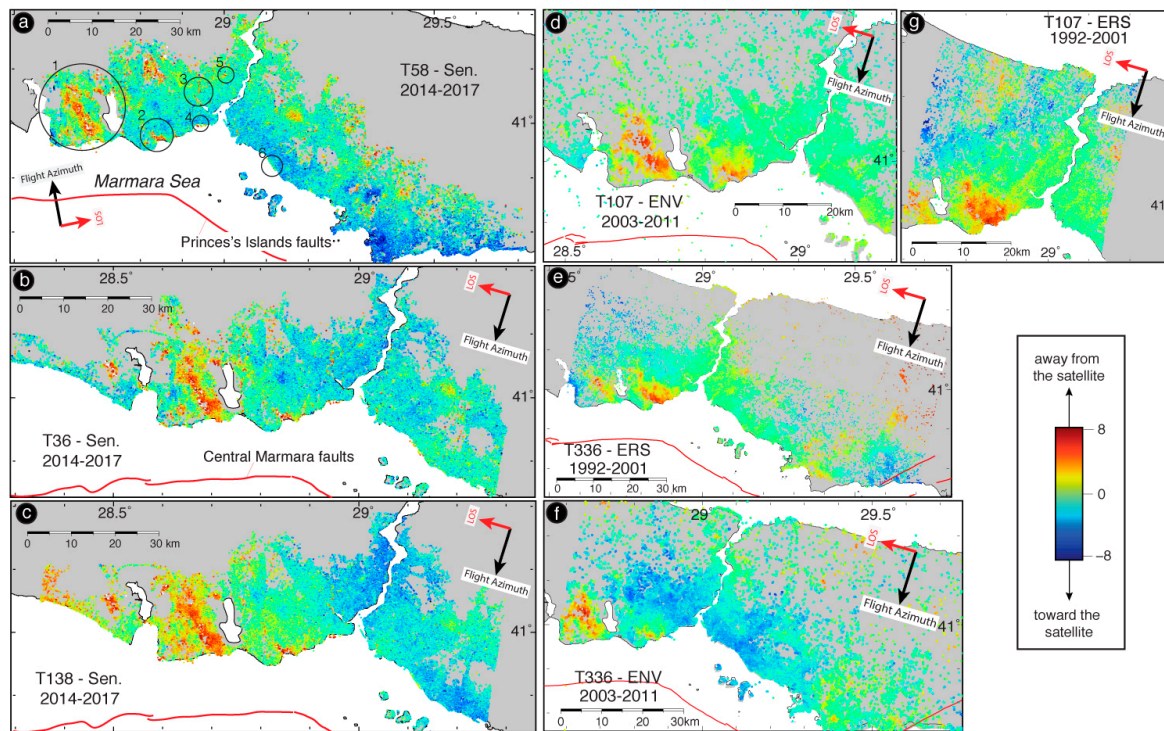 a
0 10 20 30 km
29°
29.5°
1
2
3
4
5
6
T58 - Sen.
2014-2017
41°
Flight Azimuth
LOS
Marmara Sea
Princes's Islands faults
b
0 10 20 30 km
28.5°
29°
LOS
Flight Azimuth
41°
T36 - Sen.
2014-2017
Central Marmara faults
c
0 10 20 30 km
28.5°
29°
LOS
Flight Azimuth
41°
T138 - Sen.
2014-2017
d
LOS
Flight Azimuth
41°
T107 - ENV
2003-2011
0 10 20km
28.5°
29°
e
29°
29.5°
LOS
Flight Azimuth
41°
T336 - ERS
1992-2001
0 10 20 30 km
f
29°
29.5°
LOS
Flight Azimuth
41°
T336 - ENV
2003-2011
0 10 20 30km
g
T107 - ERS
1992-2001
LOS
Flight Azimuth
41°
0 10 20km
29°
away from
the satellite
8
0
−8
toward the
satellite